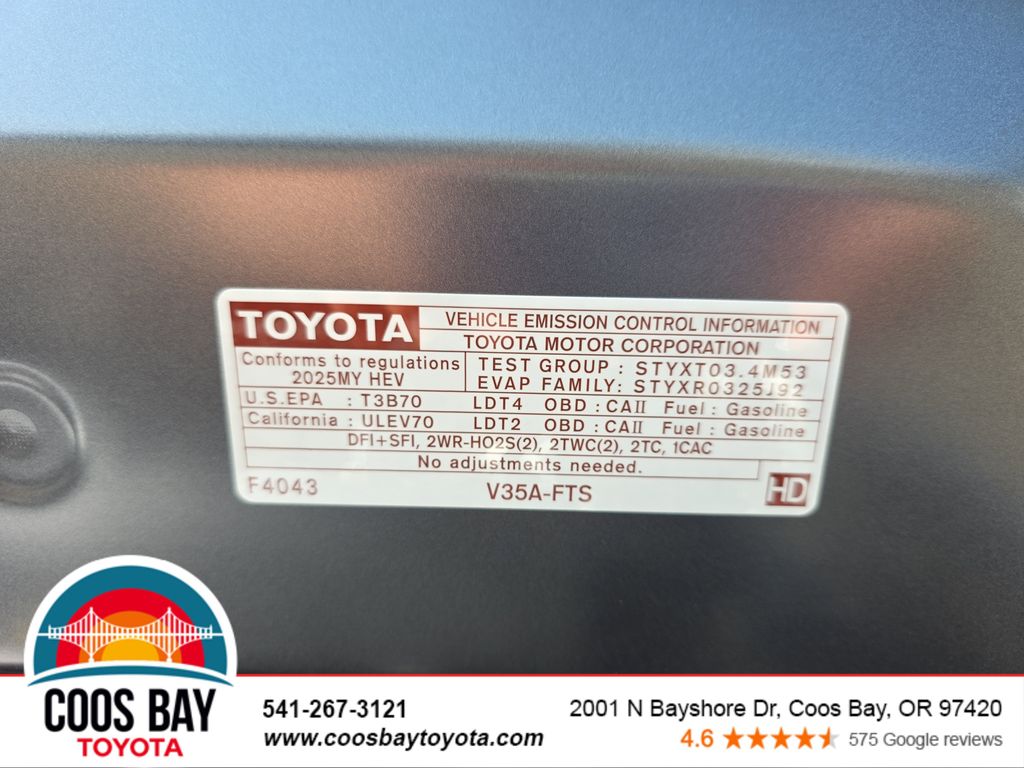 TOYOTA
VEHICLE EMISSION CONTROL INFORMATION
TOYOTA MOTOR CORPORATION
Conforms to regulations
2025MY HEV
TEST GROUP : STYXT03.4M53
EVAP FAMILY: STYXR0325J92
U.S.EPA : T3B70 LDT4 OBD : CAII Fuel : Gasoline
California : ULEV70 LDT2 OBD : CAII Fuel : Gasoline
DFI+SFI, 2WR-HO2S(2), 2TWC(2), 2TC, 1CAC
No adjustments needed.
F4043 V35A-FTS HD
COOS BAY
TOYOTA
541-267-3121
www.coosbaytoyota.com
2001 N Bayshore Dr, Coos Bay, OR 97420
4.6 575 Google reviews